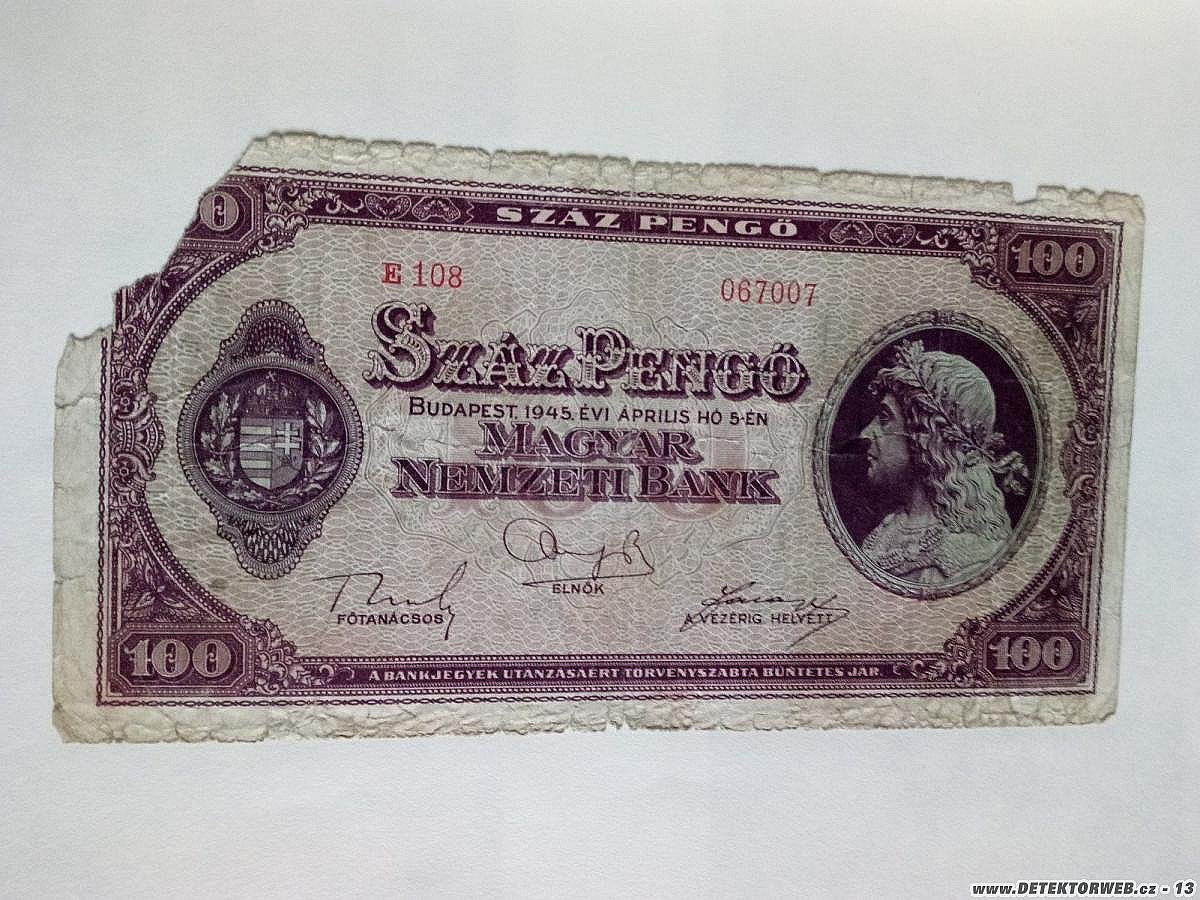 0
SZÁZ PENGŐ
100
E 108
067007
SZÁZ PENGŐ
BUDAPEST, 1945. ÉVI ÁPRILIS HÓ 5-ÉN
MAGYAR
NEMZETI BANK
ELNÖK
FŐTANÁCSOS
A VEZÉRIG. HELYETT
100
100
A BANKJEGYEK UTÁNZÁSÁÉRT TÖRVÉNYSZABTA BÜNTETÉS JÁR.
www.DETEKTORWEB.cz - 13